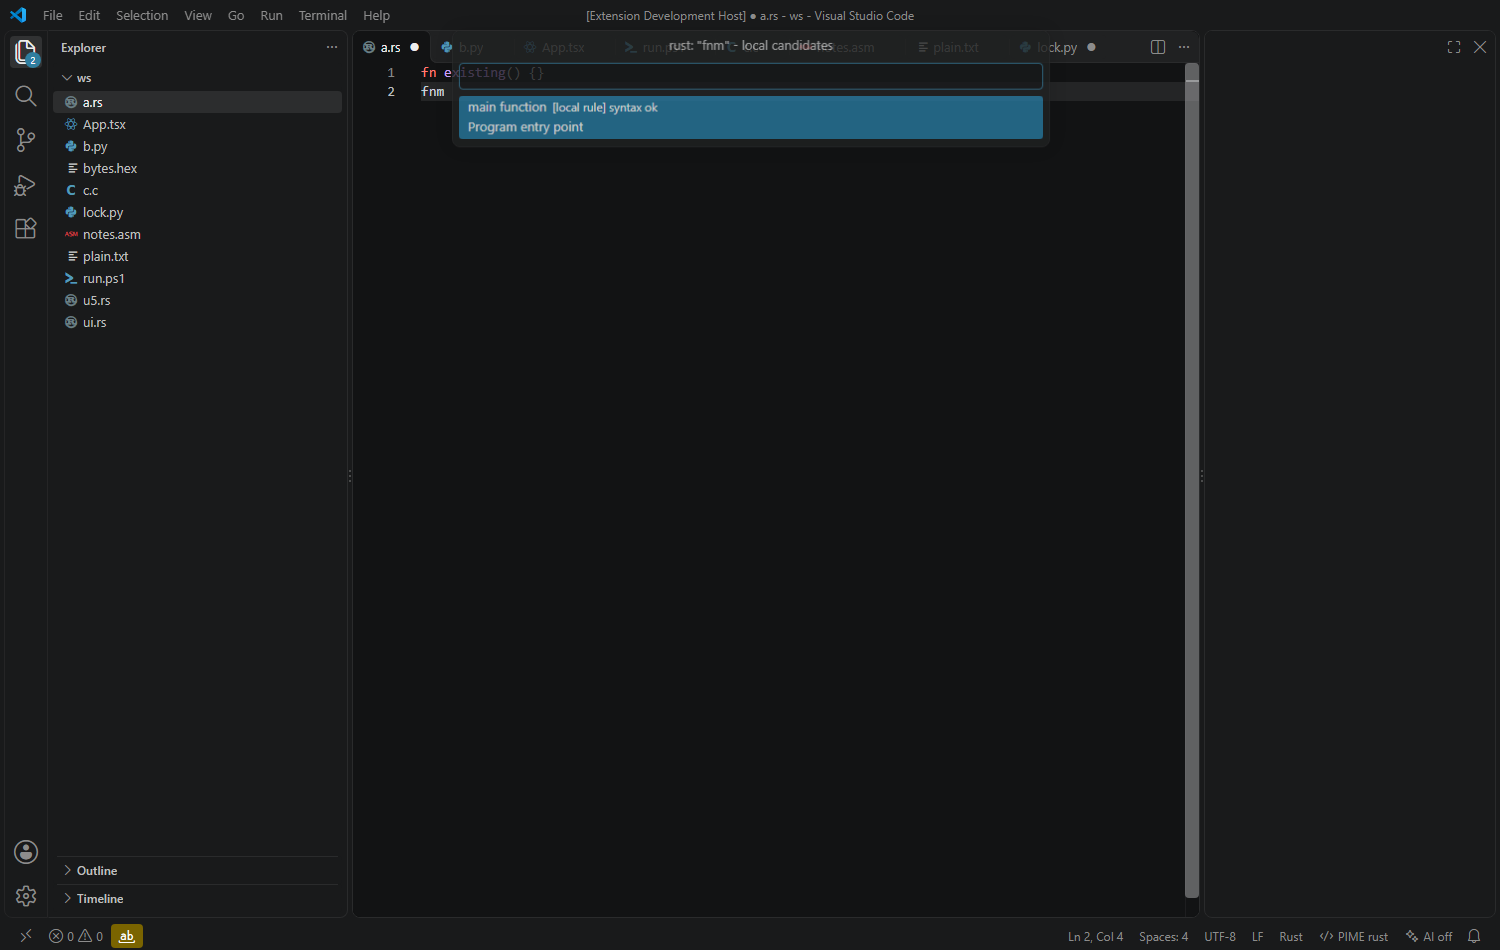 File Edit Selection View Go Run Terminal Help
[Extension Development Host] ● a.rs - ws - Visual Studio Code
2
Explorer
ws
a.rs
App.tsx
b.py
bytes.hex
c.c
lock.py
notes.asm
plain.txt
run.ps1
u5.rs
ui.rs
Outline
Timeline
a.rs b.py App.tsx plain.txt lock.py
rust: "fnm" - local candidates
1 fn existing() {}
2 fnm
main function [local rule] syntax ok
Program entry point
0 0 ab
Ln 2, Col 4 Spaces: 4 UTF-8 LF Rust PIME rust AI off